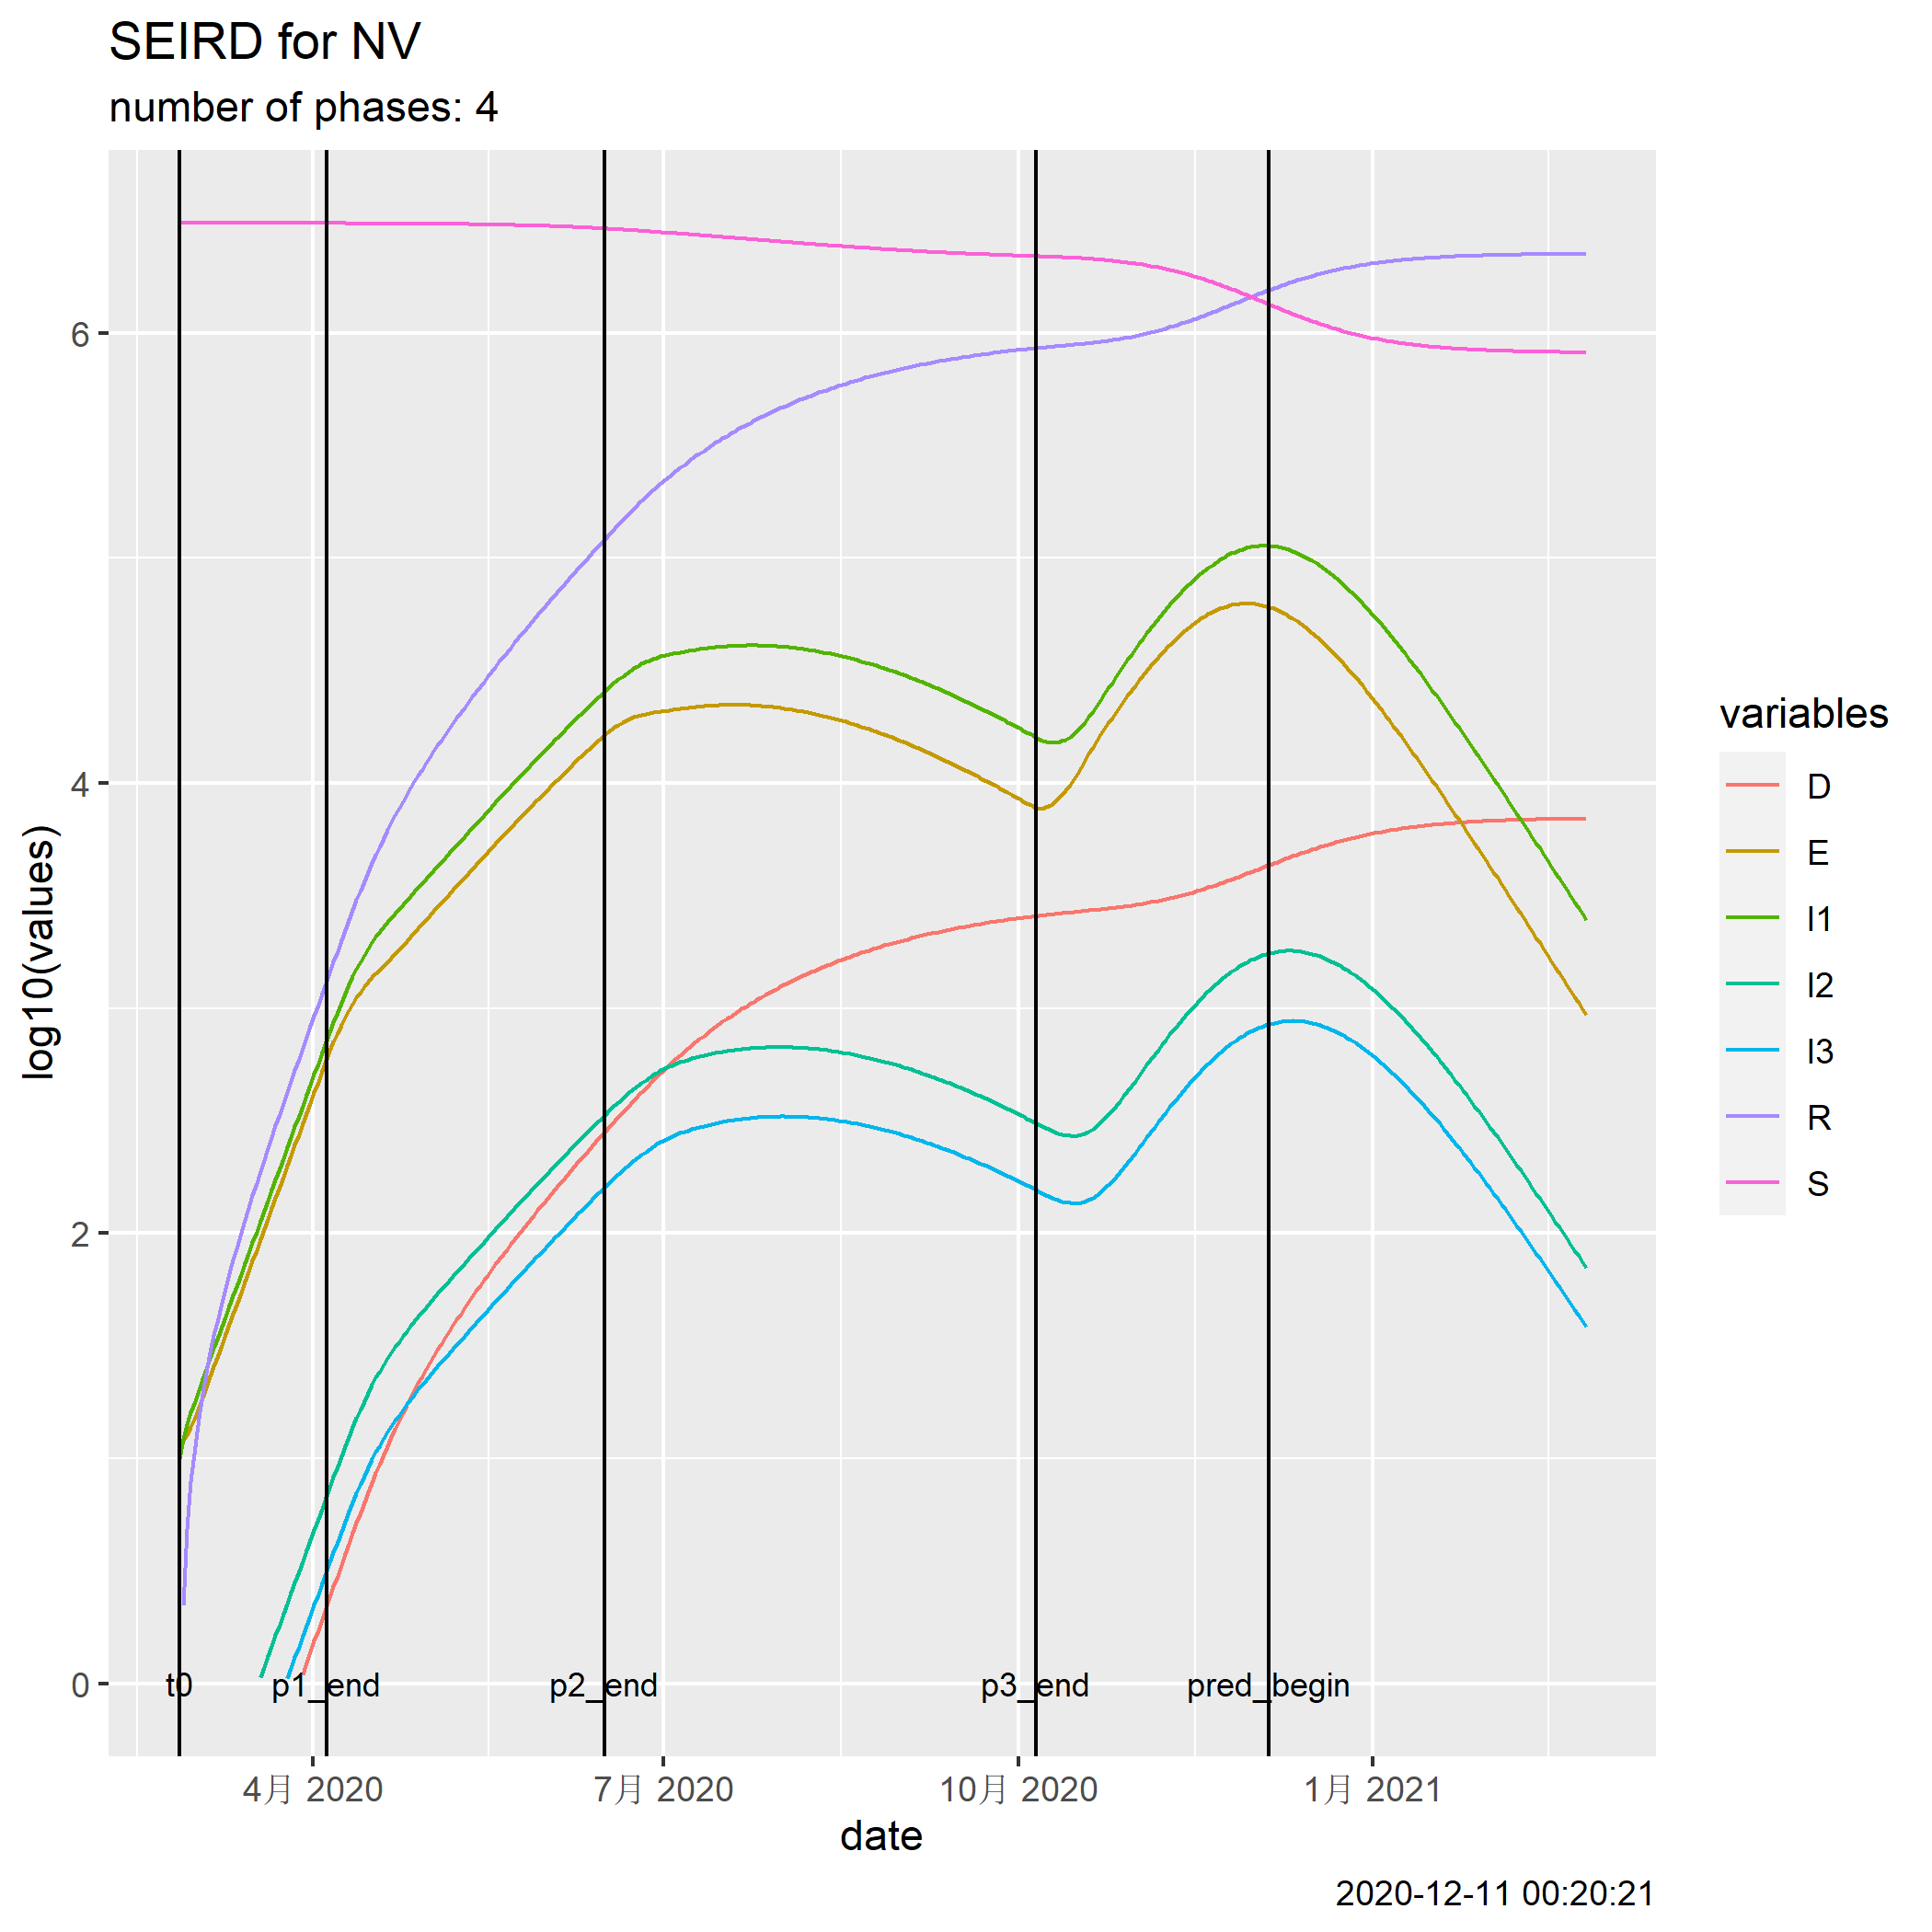 SEIRD for NV
number of phases: 4
log10(values)
6
4
2
0
t0
p1_end
p2_end
p3_end
pred_begin
4月 2020
7月 2020
10月 2020
1月 2021
date
variables
D
E
I1
I2
I3
R
S
2020-12-11 00:20:21